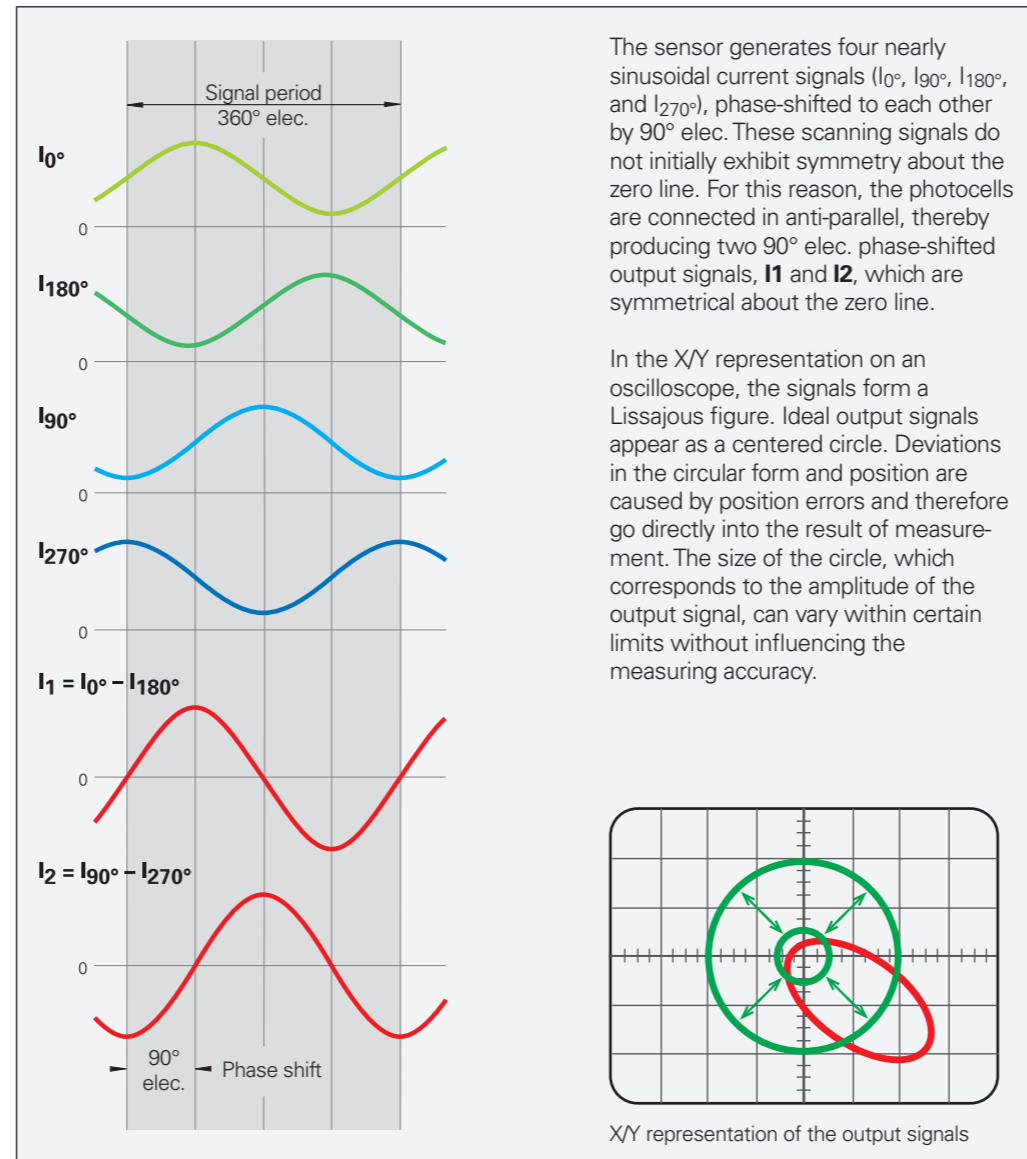 Signal period
360° elec.
I0°
0
I180°
0
I90°
0
I270°
0
I1 = I0° – I180°
0
I2 = I90° – I270°
0
90°
elec.
Phase shift
The sensor generates four nearly
sinusoidal current signals (I0°, I90°, I180°,
and I270°), phase-shifted to each other
by 90° elec. These scanning signals do
not initially exhibit symmetry about the
zero line. For this reason, the photocells
are connected in anti-parallel, thereby
producing two 90° elec. phase-shifted
output signals, I1 and I2, which are
symmetrical about the zero line.
In the X/Y representation on an
oscilloscope, the signals form a
Lissajous figure. Ideal output signals
appear as a centered circle. Deviations
in the circular form and position are
caused by position errors and therefore
go directly into the result of measure-
ment. The size of the circle, which
corresponds to the amplitude of the
output signal, can vary within certain
limits without influencing the
measuring accuracy.
X/Y representation of the output signals